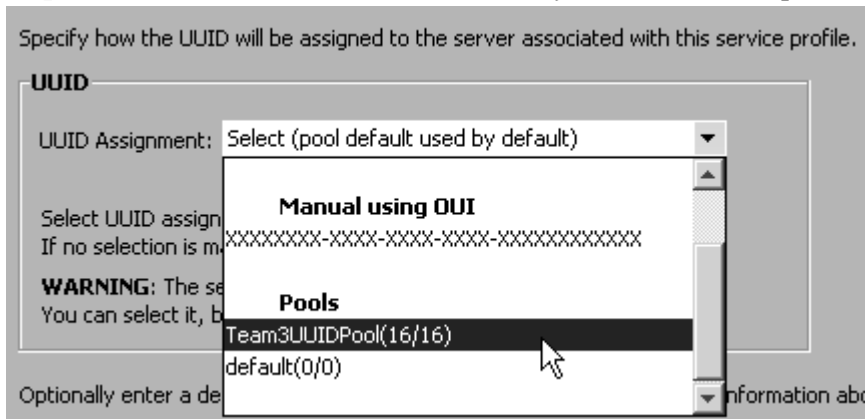 Specify how the UUID will be assigned to the server associated with this service profile.
UUID
UUID Assignment: Select (pool default used by default)
Manual using OUI
Select UUID assign
XXXXXXXX-XXXX-XXXX-XXXX-XXXXXXXXXXXX
If no selection is m
WARNING: The se
Pools
You can select it, b
Team3UUIDPool(16/16)
default(0/0)
Optionally enter a de
nformation abo